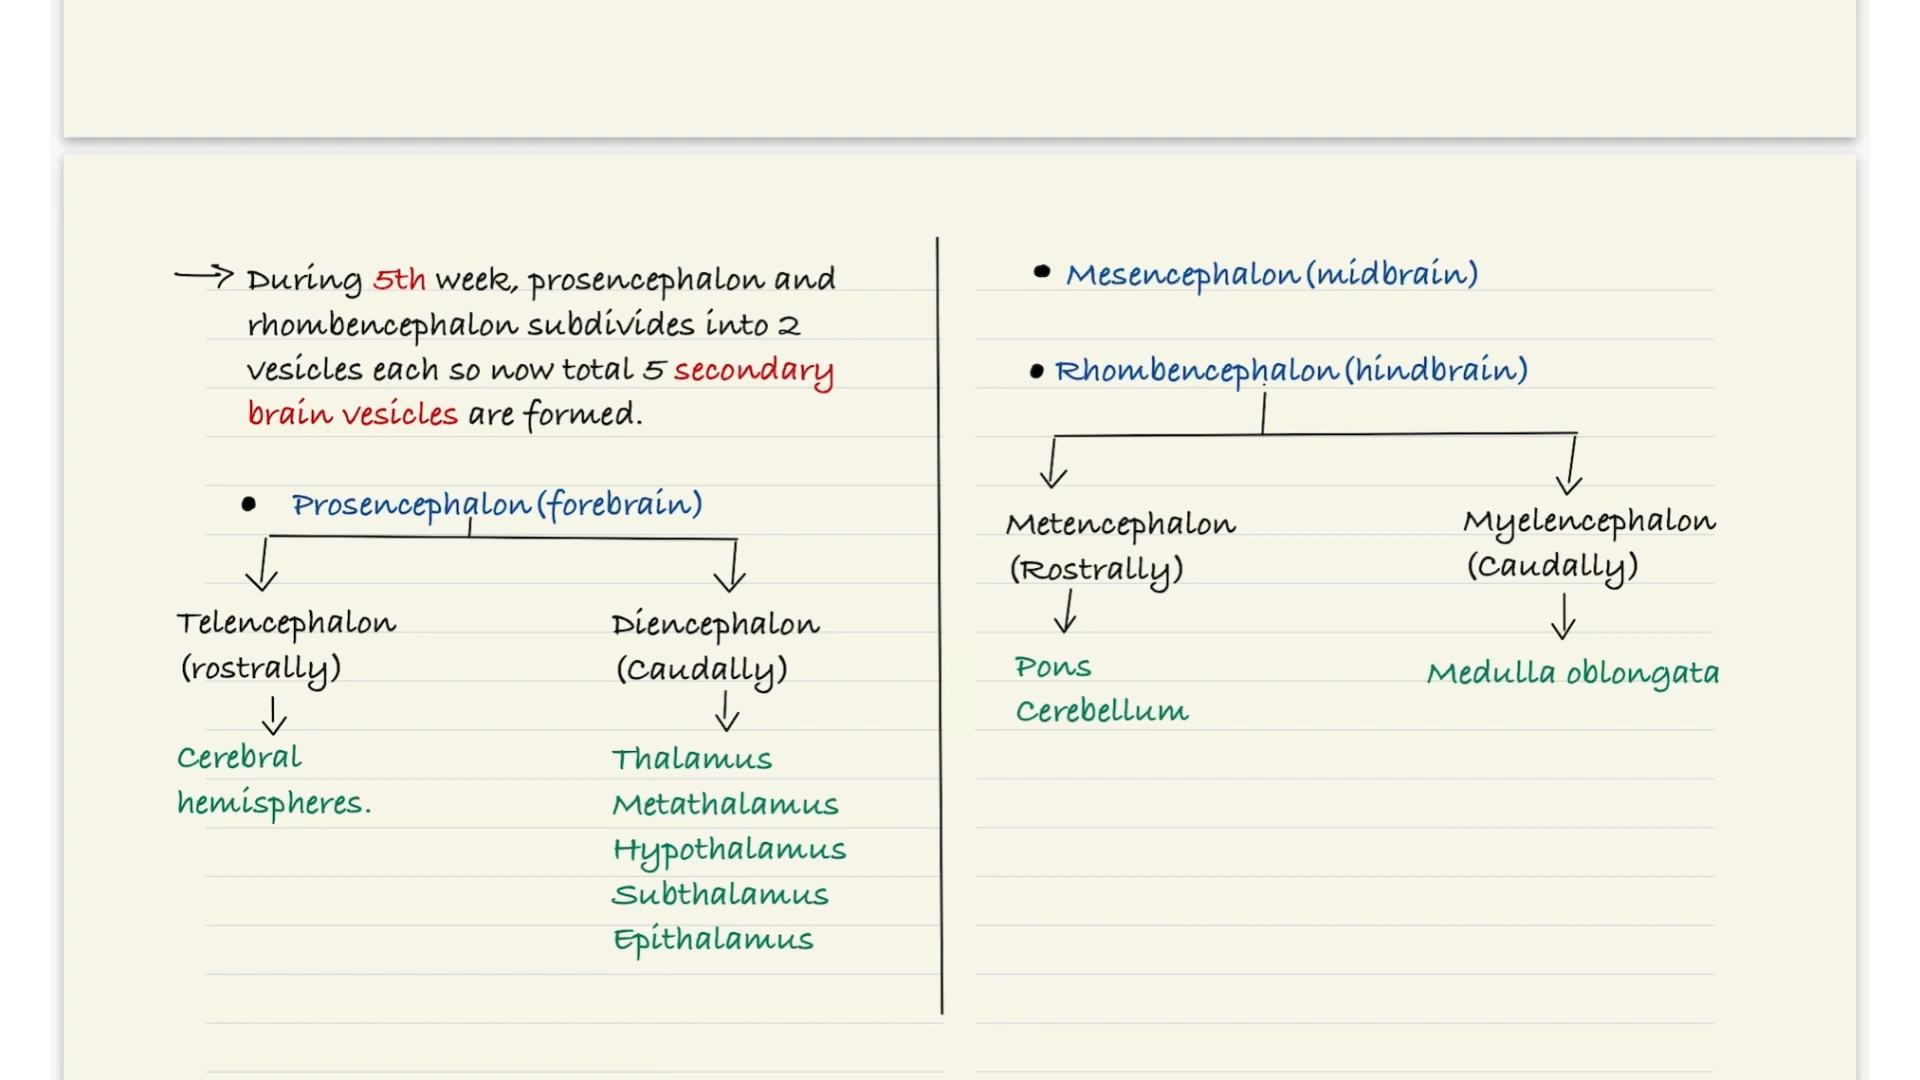 → During 5th week, prosencephalon and
rhombencephalon subdivides into 2
vesicles each so now total 5 secondary
brain vesicles are formed.
• Prosencephalon (forebrain)
Telencephalon
(rostrally)
Cerebral
hemispheres.
Diencephalon
(Caudally)
Thalamus
Metathalamus
Hypothalamus
Subthalamus
Epithalamus
• Mesencephalon (midbrain)
• Rhombencephalon (hindbrain)
Metencephalon
(Rostrally)
Pons
Cerebellum
Myelencephalon
(Caudally)
Medulla oblongata